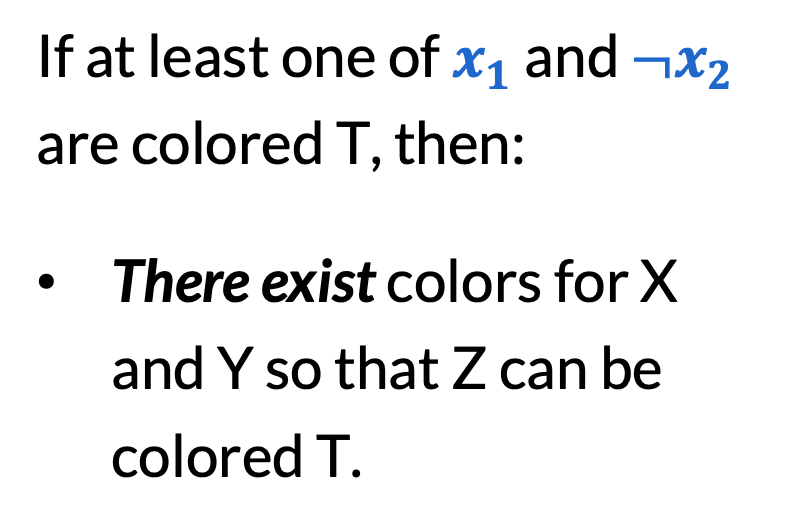 If at least one of x₁ and ¬x₂
are colored T, then:
• There exist colors for X
and Y so that Z can be
colored T.